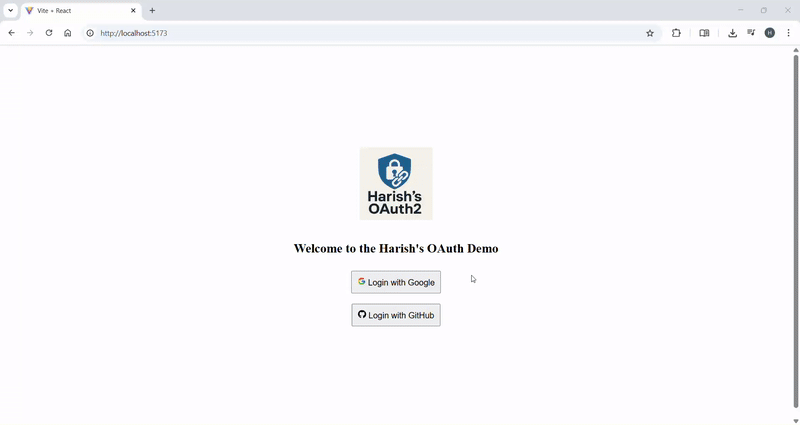 Vite + React
http://localhost:5173
H
Harish's
OAuth2
Welcome to the Harish's OAuth Demo
Login with Google
Login with GitHub